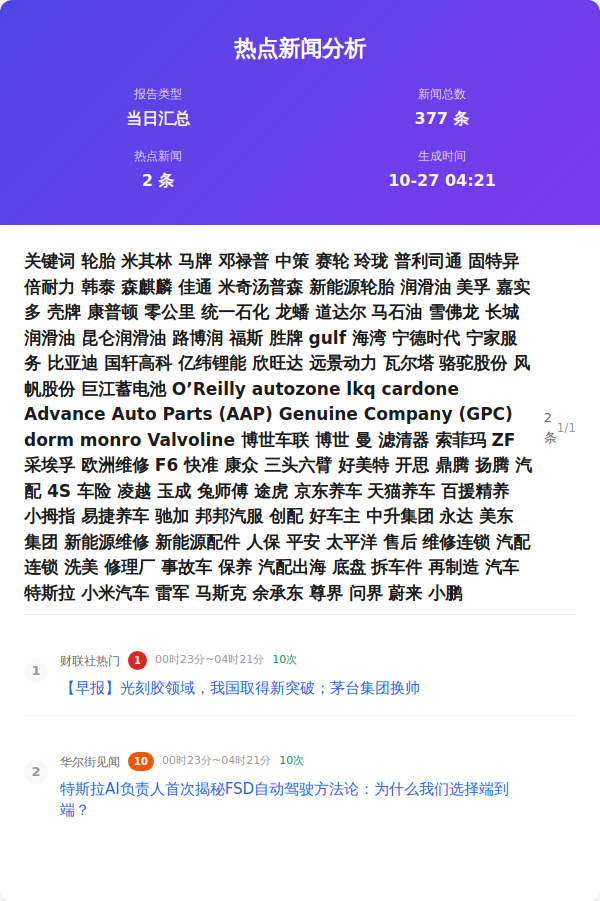 热点新闻分析
报告类型
新闻总数
当日汇总
377 条
热点新闻
生成时间
2 条
10-27 04:21
关键词 轮胎 米其林 马牌 邓禄普 中策 赛轮 玲珑 普利司通 固特异
倍耐力 韩泰 森麒麟 佳通 米奇汤普森 新能源轮胎 润滑油 美孚 嘉实
多 壳牌 康普顿 零公里 统一石化 龙蟠 道达尔 马石油 雪佛龙 长城
润滑油 昆仑润滑油 路博润 福斯 胜牌 gulf 海湾 宁德时代 宁家服
务 比亚迪 国轩高科 亿纬锂能 欣旺达 远景动力 瓦尔塔 骆驼股份 风
帆股份 巨江蓄电池 O’Reilly autozone lkq cardone
Advance Auto Parts (AAP) Genuine Company (GPC)
dorm monro Valvoline 博世车联 博世 曼 滤清器 索菲玛 ZF
采埃孚 欧洲维修 F6 快准 康众 三头六臂 好美特 开思 鼎腾 扬腾 汽
配 4S 车险 凌越 玉成 兔师傅 途虎 京东养车 天猫养车 百援精养
小拇指 易捷养车 驰加 邦邦汽服 创配 好车主 中升集团 永达 美东
集团 新能源维修 新能源配件 人保 平安 太平洋 售后 维修连锁 汽配
连锁 洗美 修理厂 事故车 保养 汽配出海 底盘 拆车件 再制造 汽车
特斯拉 小米汽车 雷军 马斯克 余承东 尊界 问界 蔚来 小鹏
2
条
1/1
1
财联社热门 1 00时23分~04时21分 10次
【早报】光刻胶领域，我国取得新突破；茅台集团换帅
2
华尔街见闻 10 00时23分~04时21分 10次
特斯拉AI负责人首次揭秘FSD自动驾驶方法论：为什么我们选择端到
端？